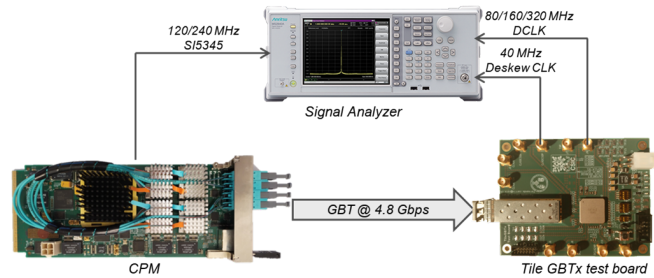 120/240 MHz
SI5345
80/160/320 MHz
DCLK
40 MHz
Deskew CLK
Signal Analyzer
GBT @ 4.8 Gbps
CPM
Tile GBTx test board